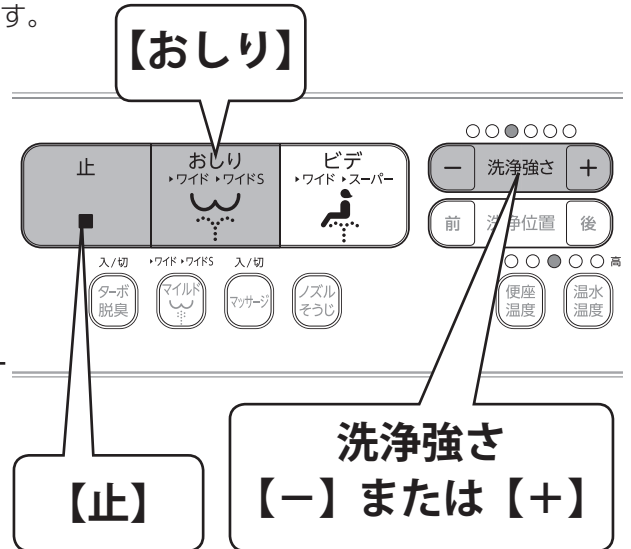 す。
【おしり】
止
おしり
▸ワイド ▸ワイドS
ビデ
▸ワイド ▸スーパー
− 洗浄強さ +
前 洗浄位置 後
入/切
ターボ
脱臭
▸ワイド ▸ワイドS
マイルド
入/切
マッサージ
ノズル
そうじ
高
便座
温度
温水
温度
【止】
洗浄強さ
【−】または【+】